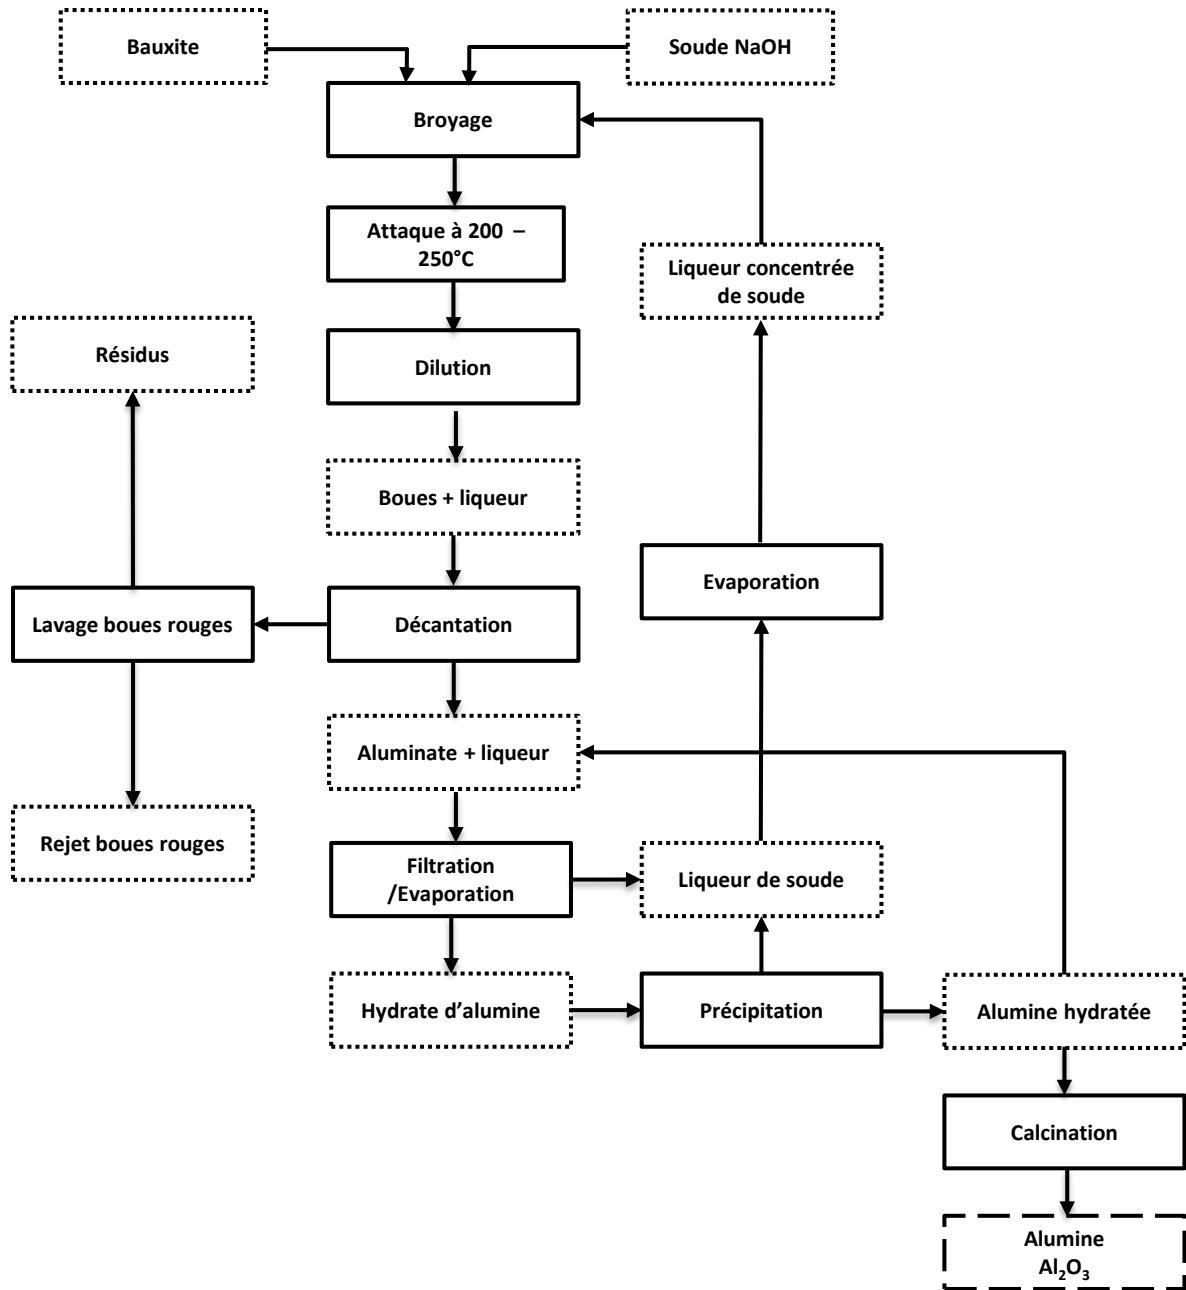 Bauxite
Soude NaOH
Broyage
Attaque à 200 –
250°C
Liqueur concentrée
de soude
Résidus
Dilution
Boues + liqueur
Evaporation
Lavage boues rouges
Décantation
Aluminate + liqueur
Rejet boues rouges
Filtration
/Evaporation
Liqueur de soude
Hydrate d’alumine
Précipitation
Alumine hydratée
Calcination
Alumine
Al₂O₃